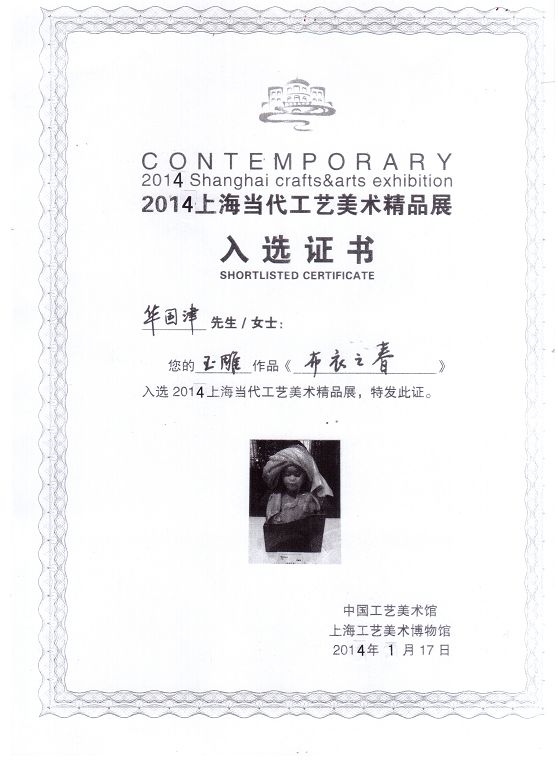 CONTEMPORARY
2014 Shanghai crafts&arts exhibition
2014上海当代工艺美术精品展
入选证书
SHORTLISTED CERTIFICATE
华国津 先生/女士：
您的 玉雕 作品《 布衣之春 》
入选2014上海当代工艺美术精品展，特发此证。
中国工艺美术馆
上海工艺美术博物馆
2014年 1 月 17 日